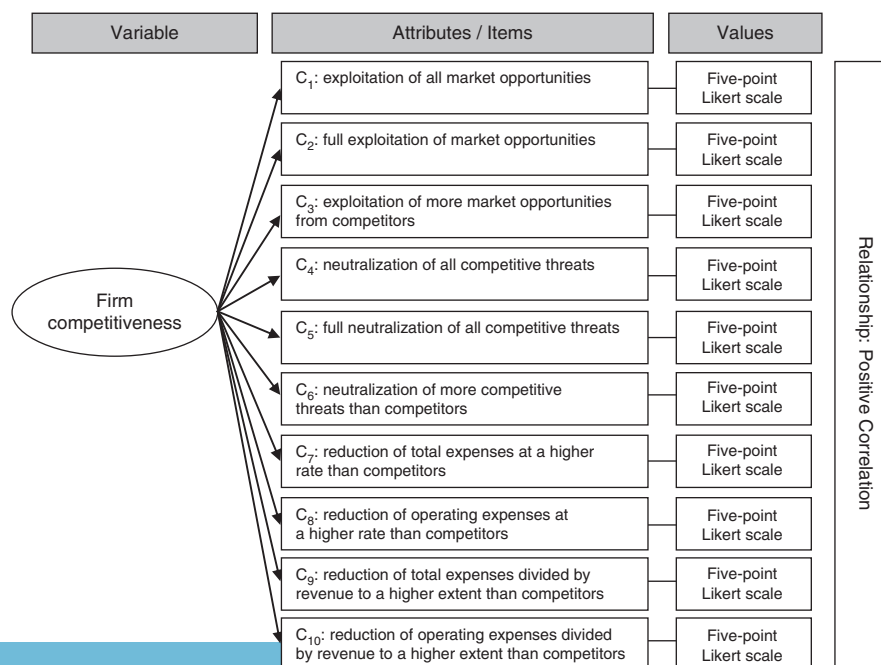 Variable
Attributes / Items
Values
C₁: exploitation of all market opportunities
Five-point
Likert scale
C₂: full exploitation of market opportunities
Five-point
Likert scale
C₃: exploitation of more market opportunities
from competitors
Five-point
Likert scale
C₄: neutralization of all competitive threats
Five-point
Likert scale
Firm
competitiveness
C₅: full neutralization of all competitive threats
Five-point
Likert scale
C₆: neutralization of more competitive
threats than competitors
Five-point
Likert scale
C₇: reduction of total expenses at a higher
rate than competitors
Five-point
Likert scale
C₈: reduction of operating expenses at
a higher rate than competitors
Five-point
Likert scale
C₉: reduction of total expenses divided by
revenue to a higher extent than competitors
Five-point
Likert scale
C₁₀: reduction of operating expenses divided
by revenue to a higher extent than competitors
Five-point
Likert scale
Relationship: Positive Correlation